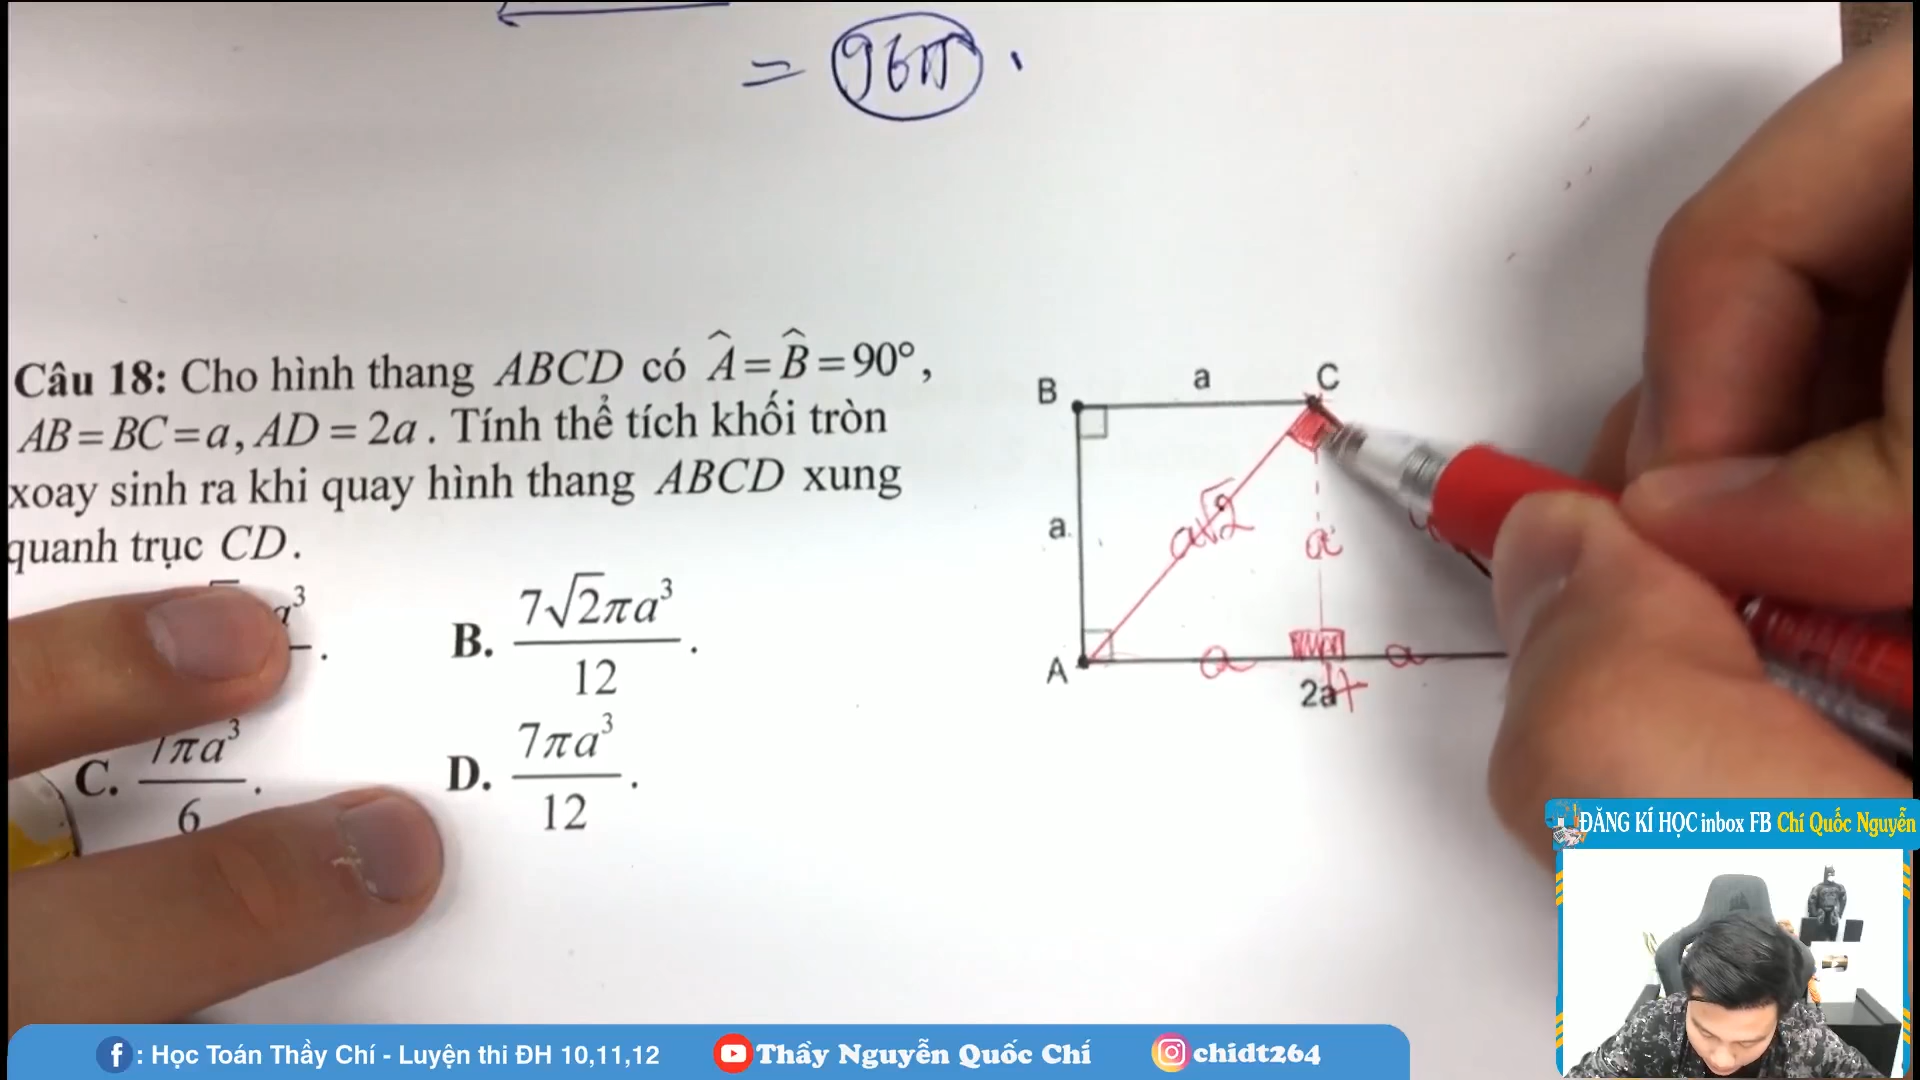 = 96π .
Câu 18: Cho hình thang ABCD có Â = B̂ = 90°,
AB = BC = a, AD = 2a. Tính thể tích khối tròn
xoay sinh ra khi quay hình thang ABCD xung
quanh trục CD.
a³ .
B. 7√2πa³ / 12 .
C. 7πa³ / 6 .
D. 7πa³ / 12 .
B a C
a a√2 a
A a a
2a H
ĐĂNG KÍ HỌC inbox FB Chí Quốc Nguyễn
f : Học Toán Thầy Chí - Luyện thi ĐH 10,11,12 Thầy Nguyễn Quốc Chí chidt264